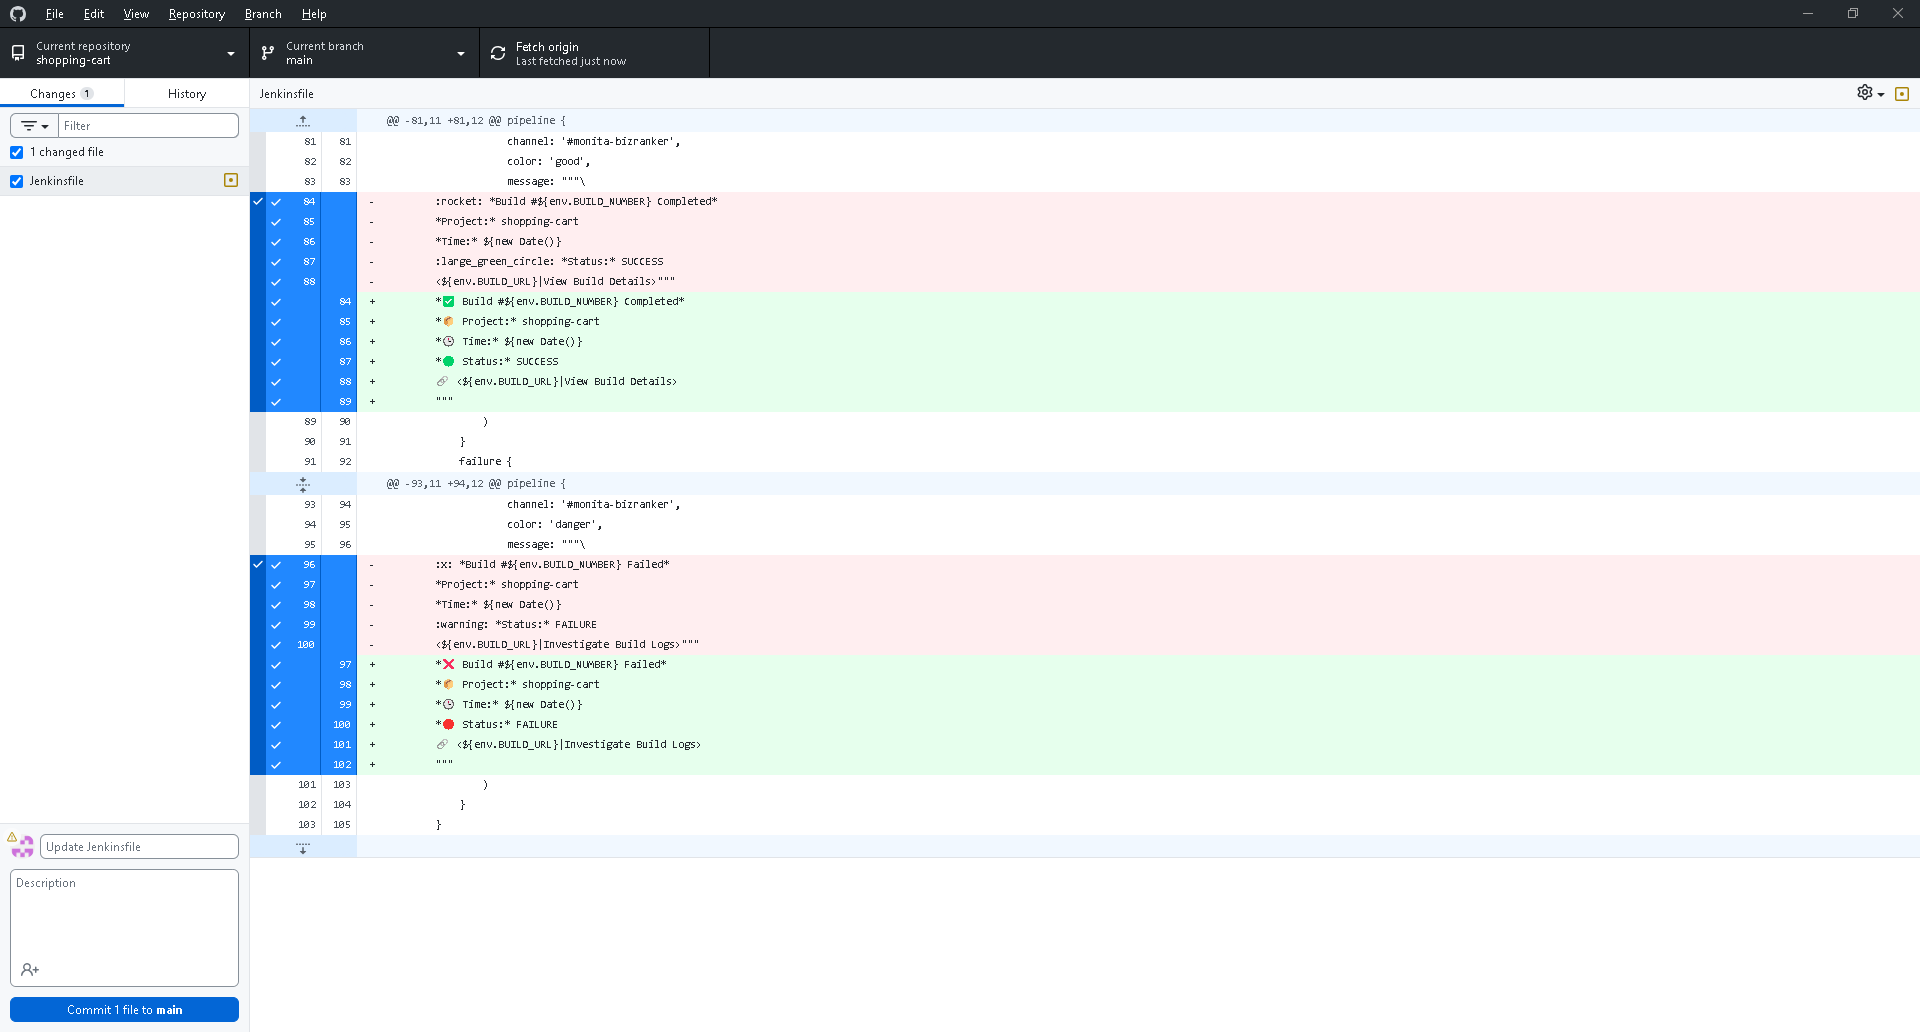 File Edit View Repository Branch Help
Current repository
shopping-cart
Current branch
main
Fetch origin
Last fetched just now
Changes 1
History
Filter
1 changed file
Jenkinsfile
Jenkinsfile
@@ -81,11 +81,12 @@ pipeline {
81 81 channel: '#monita-bizranker',
82 82 color: 'good',
83 83 message: """\
84 - :rocket: *Build #${env.BUILD_NUMBER} Completed*
85 - *Project:* shopping-cart
86 - *Time:* ${new Date()}
87 - :large_green_circle: *Status:* SUCCESS
88 - <${env.BUILD_URL}|View Build Details>"""
84 + *✅ Build #${env.BUILD_NUMBER} Completed*
85 + *📦 Project:* shopping-cart
86 + *🕒 Time:* ${new Date()}
87 + *🟢 Status:* SUCCESS
88 + 🔗 <${env.BUILD_URL}|View Build Details>
89 + """
89 90 )
90 91 }
91 92 failure {
@@ -93,11 +94,12 @@ pipeline {
93 94 channel: '#monita-bizranker',
94 95 color: 'danger',
95 96 message: """\
96 - :x: *Build #${env.BUILD_NUMBER} Failed*
97 - *Project:* shopping-cart
98 - *Time:* ${new Date()}
99 - :warning: *Status:* FAILURE
100 - <${env.BUILD_URL}|Investigate Build Logs>"""
97 + *❌ Build #${env.BUILD_NUMBER} Failed*
98 + *📦 Project:* shopping-cart
99 + *🕒 Time:* ${new Date()}
100 + *🔴 Status:* FAILURE
101 + 🔗 <${env.BUILD_URL}|Investigate Build Logs>
102 + """
101 103 )
102 104 }
103 105 }
Update Jenkinsfile
Description
Commit 1 file to main